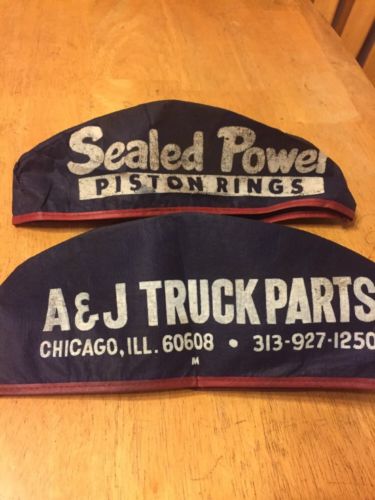 Sealed Power
PISTON RINGS
A & J TRUCK PARTS
CHICAGO, ILL. 60608 • 313-927-1250
M